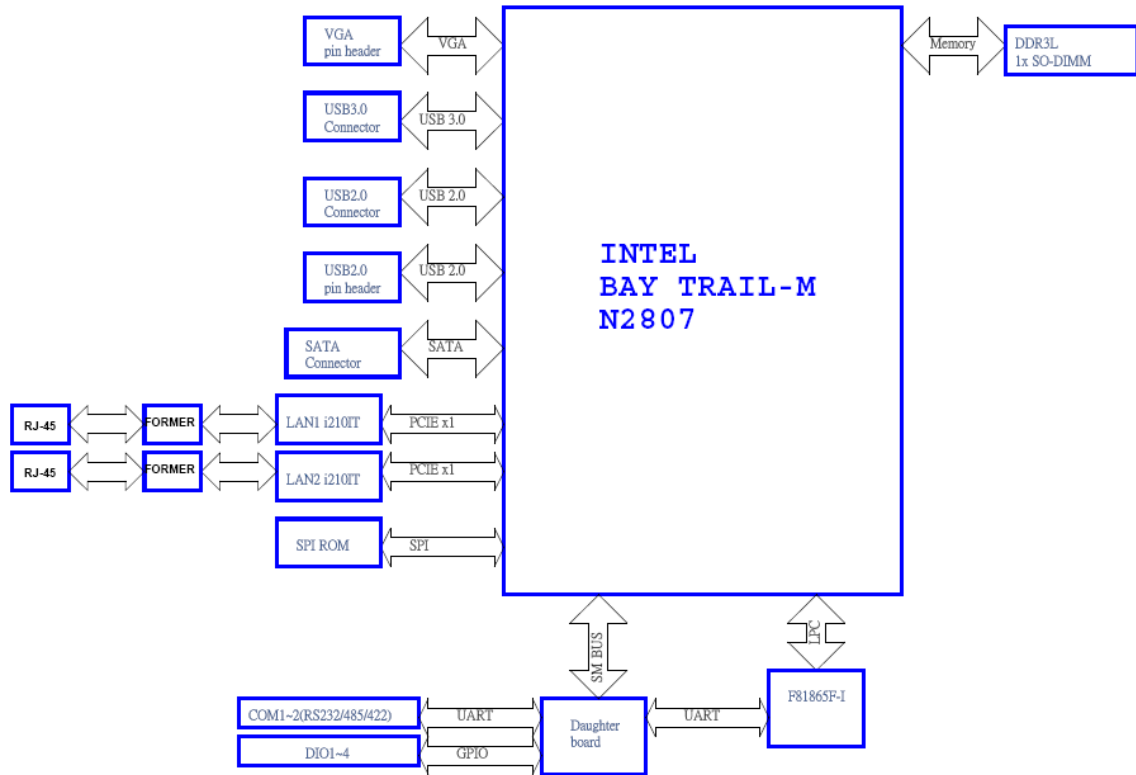 VGA
pin header
VGA
Memory
DDR3L
1x SO-DIMM
USB3.0
Connector
USB 3.0
USB2.0
Connector
USB 2.0
USB2.0
pin header
USB 2.0
INTEL
BAY TRAIL-M
N2807
SATA
Connector
SATA
RJ-45
FORMER
LAN1 i210IT
PCIE x1
RJ-45
FORMER
LAN2 i210IT
PCIE x1
SPI ROM
SPI
SM BUS
LPC
COM1~2(RS232/485/422)
UART
Daughter
board
UART
F81865F-I
DIO1~4
GPIO